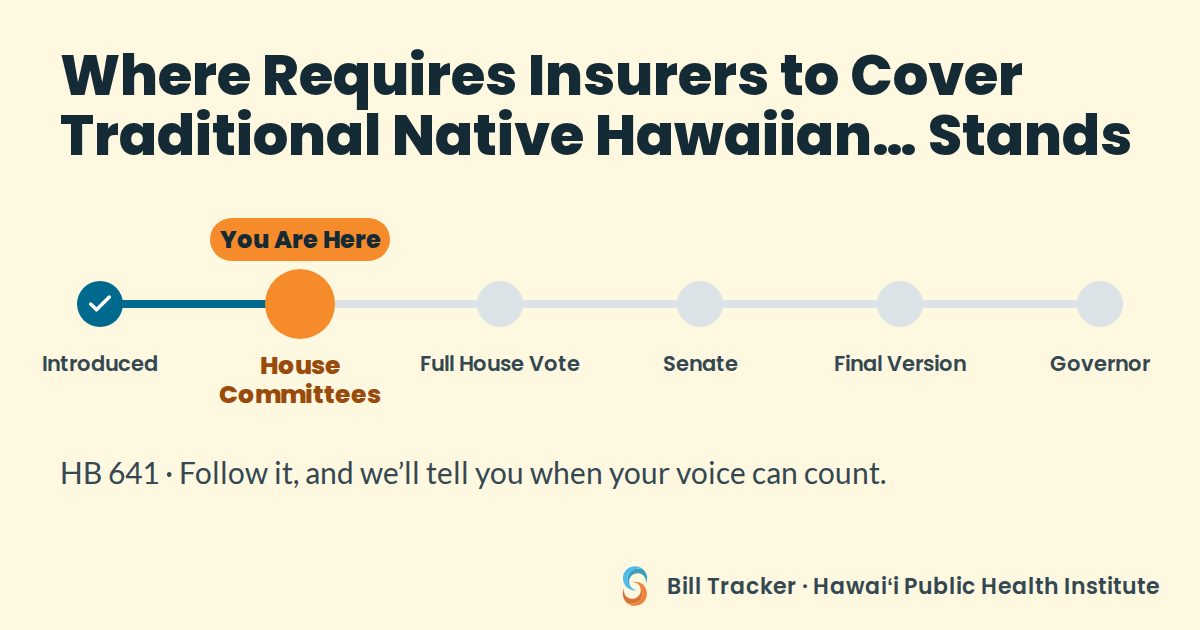 Where Requires Insurers to Cover
Traditional Native Hawaiian... Stands
You Are Here
Introduced
House
Committees
Full House Vote
Senate
Final Version
Governor
HB 641 · Follow it, and we’ll tell you when your voice can count.
Bill Tracker · Hawaiʻi Public Health Institute